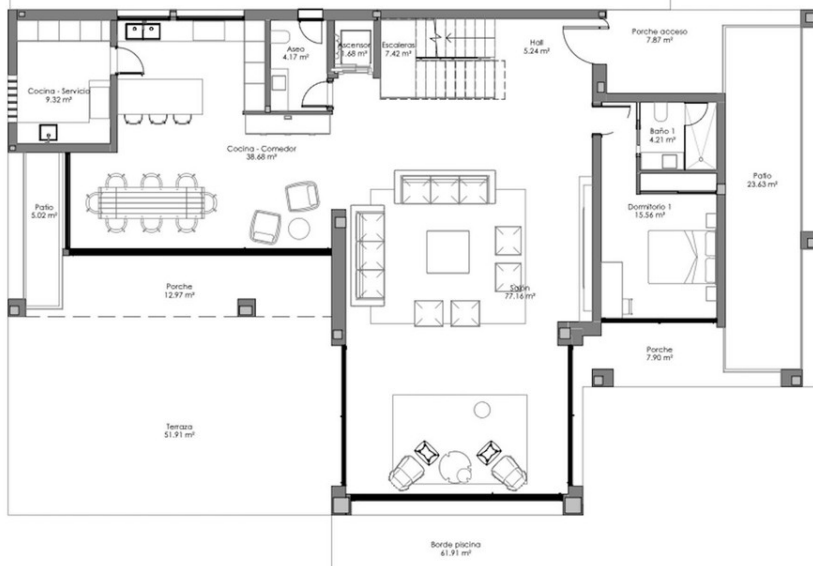 Porche acceso
7.87 m²
Aseo
4.17 m²
Ascensor
1.68 m²
Escaleras
7.42 m²
Hall
5.24 m²
Cocina - Servicio
9.32 m²
Baño 1
4.21 m²
Cocina - Comedor
38.68 m²
Patio
23.63 m²
Patio
5.02 m²
Dormitorio 1
15.56 m²
Porche
12.97 m²
Salón
77.16 m²
Porche
7.90 m²
Terraza
51.91 m²
Borde piscina
61.91 m²